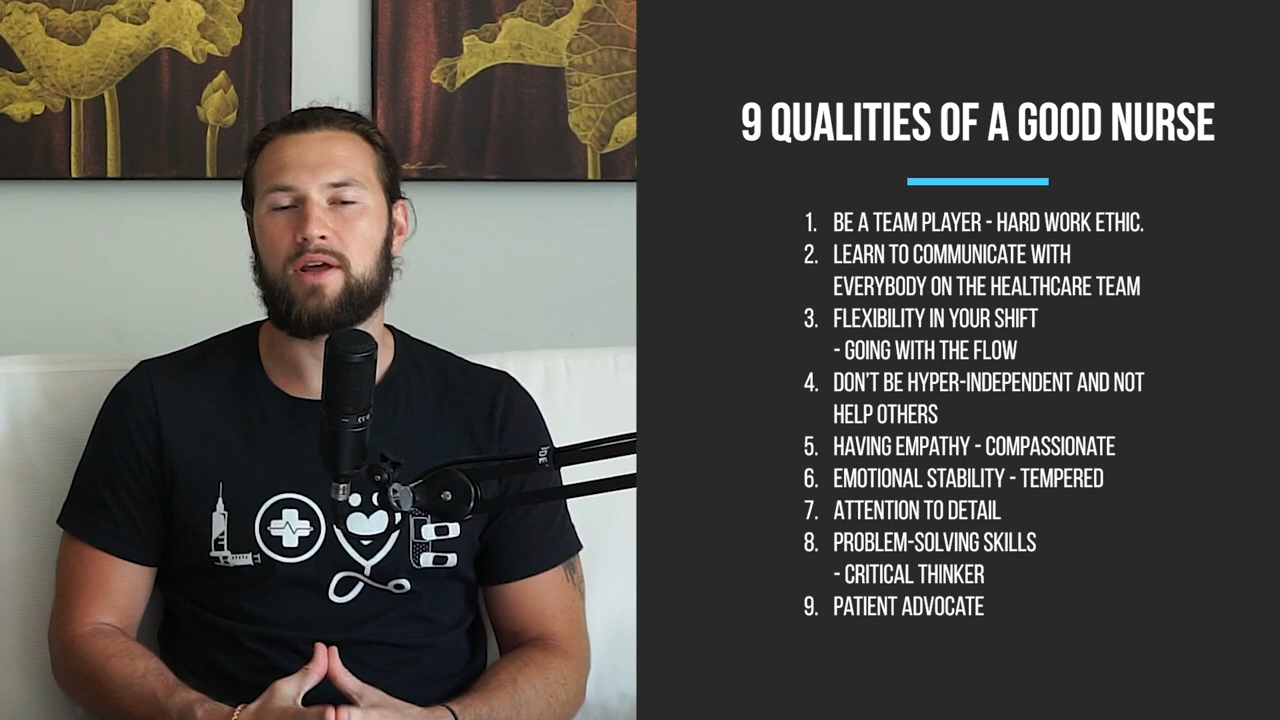 9 QUALITIES OF A GOOD NURSE
1. BE A TEAM PLAYER - HARD WORK ETHIC.
2. LEARN TO COMMUNICATE WITH
EVERYBODY ON THE HEALTHCARE TEAM
3. FLEXIBILITY IN YOUR SHIFT
- GOING WITH THE FLOW
4. DON'T BE HYPER-INDEPENDENT AND NOT
HELP OTHERS
5. HAVING EMPATHY - COMPASSIONATE
6. EMOTIONAL STABILITY - TEMPERED
7. ATTENTION TO DETAIL
8. PROBLEM-SOLVING SKILLS
- CRITICAL THINKER
9. PATIENT ADVOCATE
LOVE